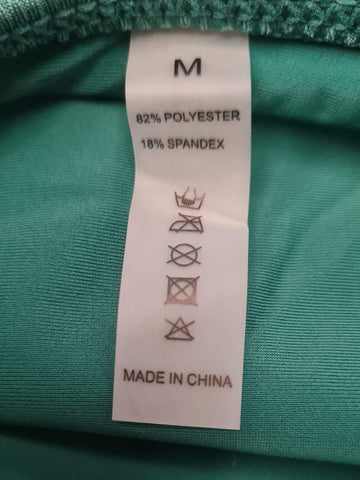 M
82% POLYESTER
18% SPANDEX
MADE IN CHINA